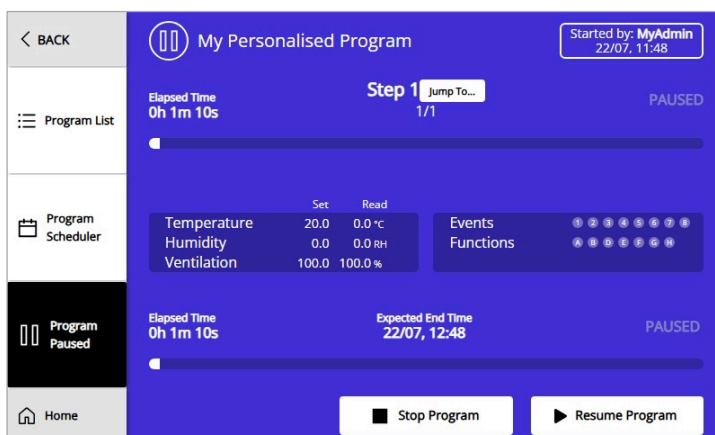 BACK
My Personalised Program
Started by: MyAdmin
22/07, 11:48
Program List
Program
Scheduler
Program
Paused
Home
Elapsed Time
0h 1m 10s
Step 1 Jump To...
1/1
PAUSED
Set Read
Temperature 20.0 0.0 °C
Humidity 0.0 0.0 RH
Ventilation 100.0 100.0 %
Events 1 2 3 4 5 6 7 8
Functions A B D E F G H
Elapsed Time
0h 1m 10s
Expected End Time
22/07, 12:48
PAUSED
Stop Program
Resume Program